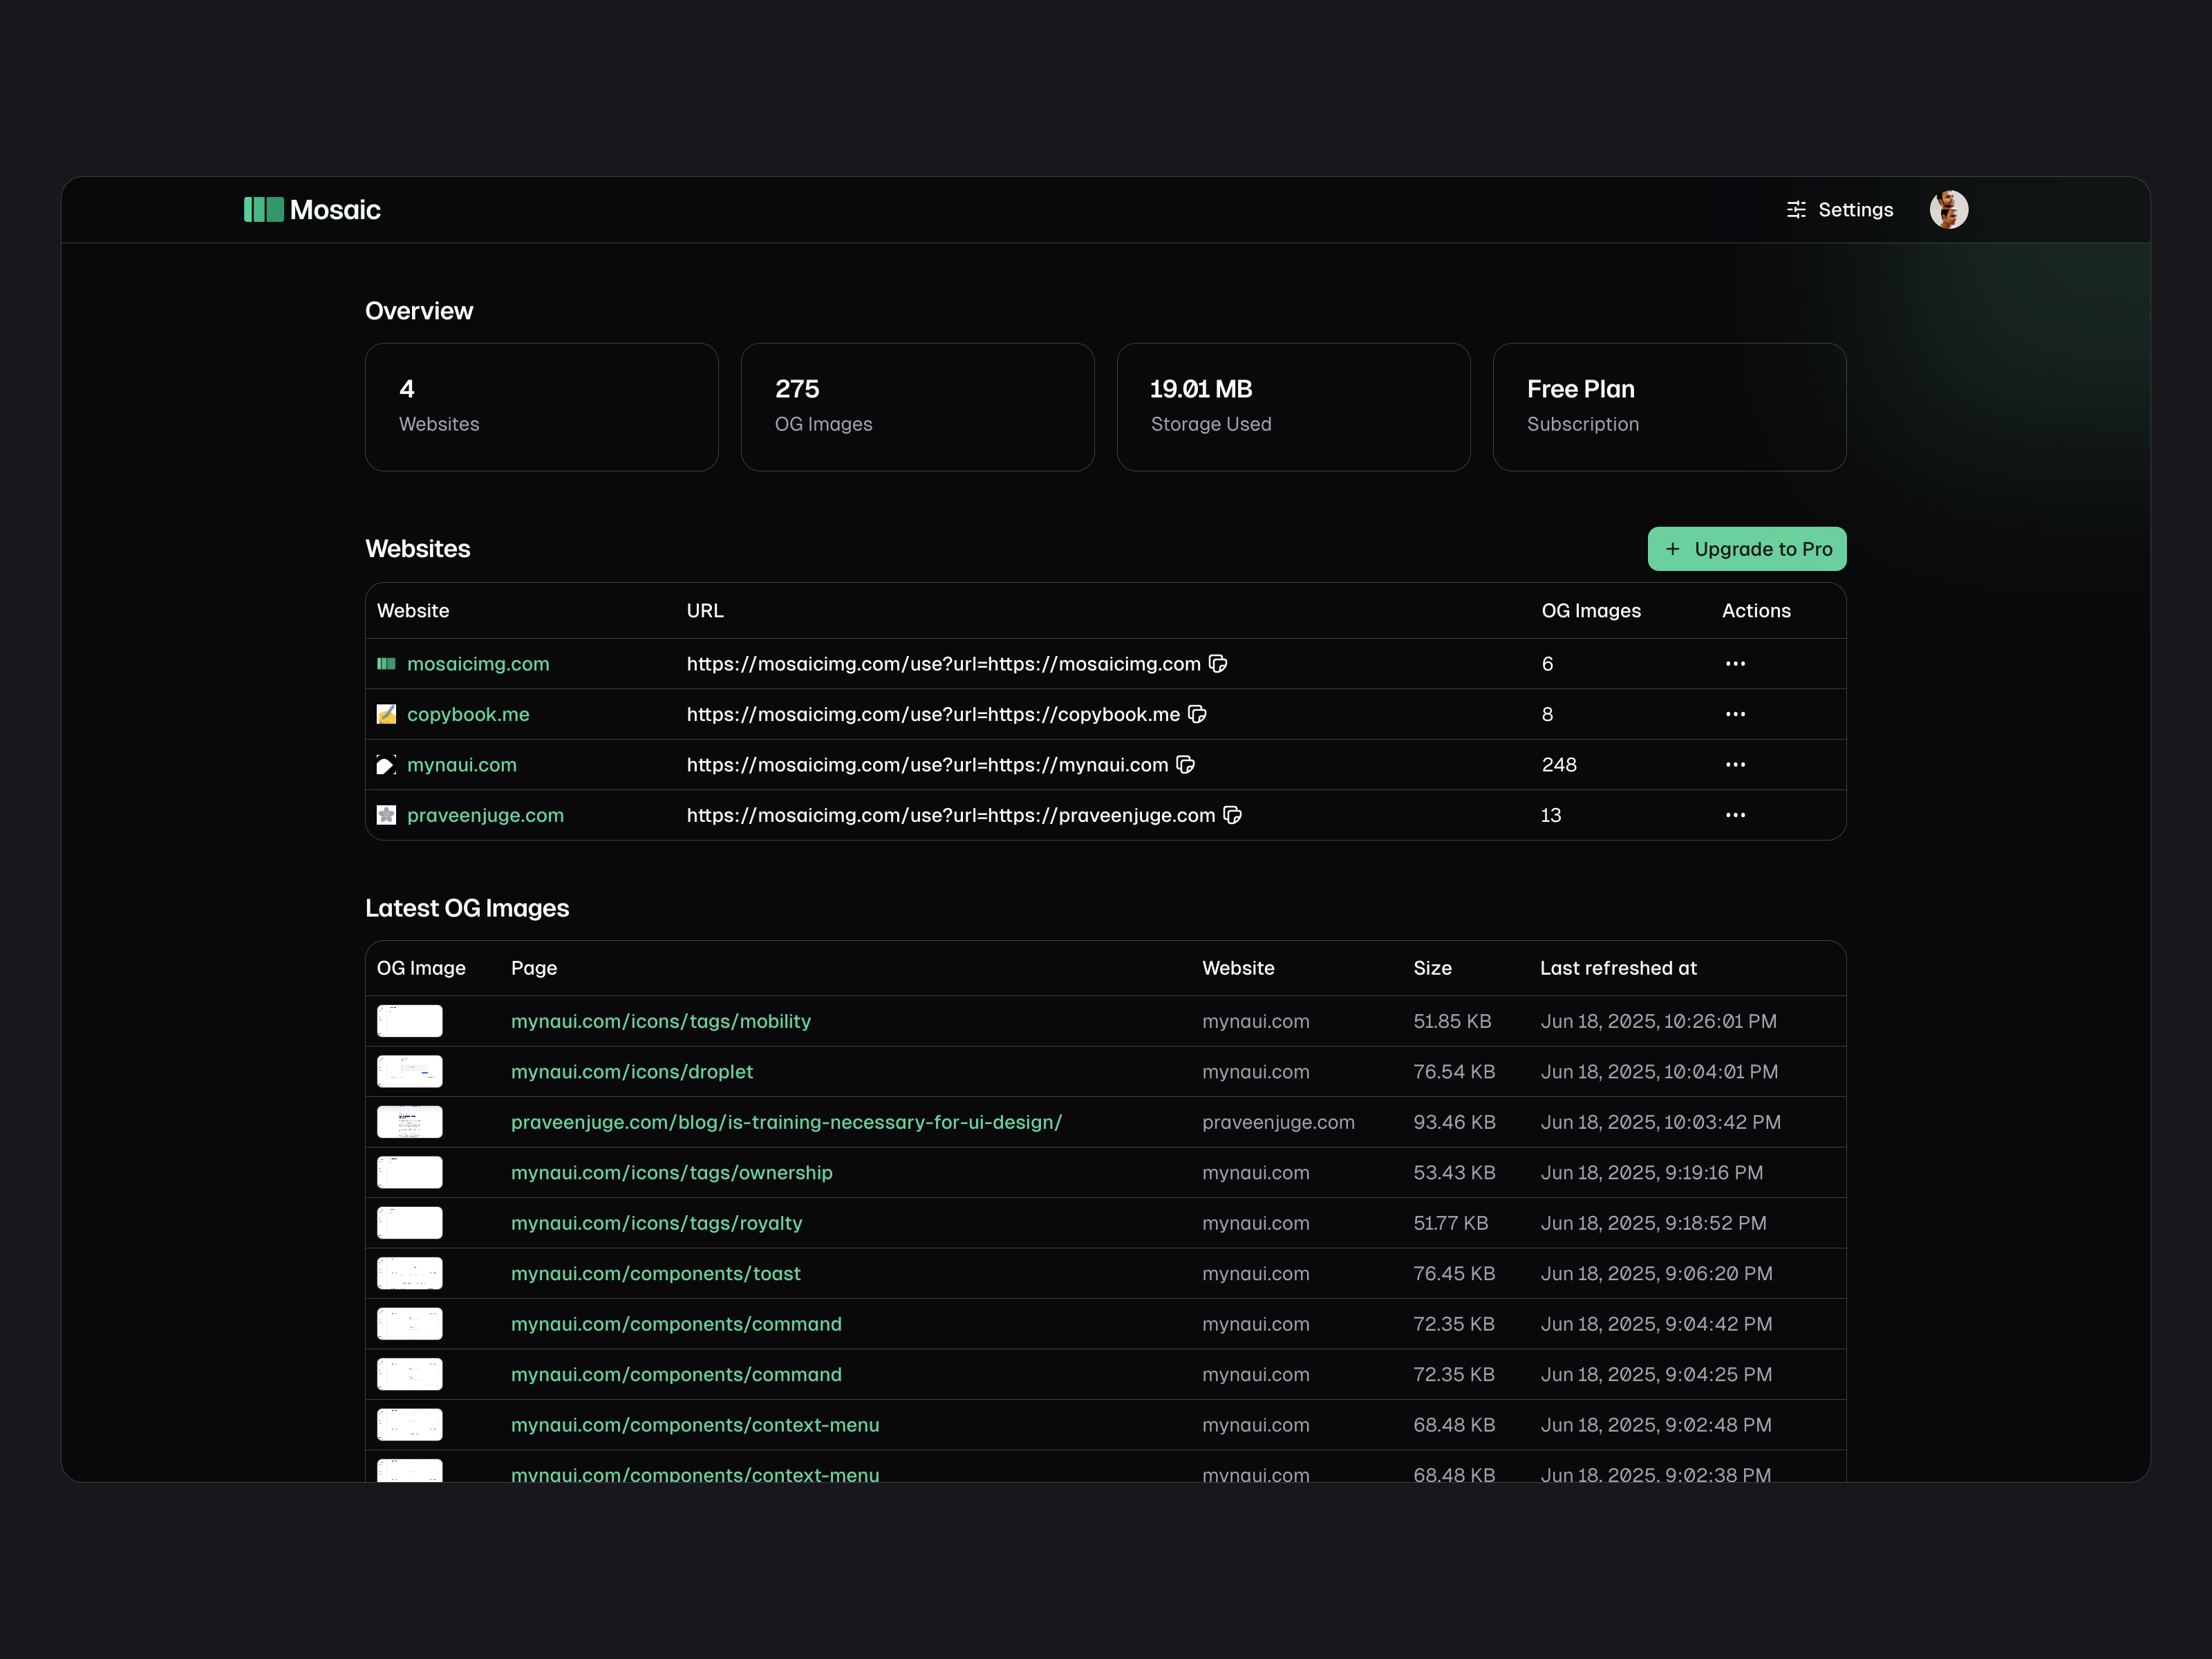 Mosaic
Settings
Overview
4
Websites
275
OG Images
19.01 MB
Storage Used
Free Plan
Subscription
Websites
+ Upgrade to Pro
Website URL OG Images Actions
mosaicimg.com https://mosaicimg.com/use?url=https://mosaicimg.com 6
copybook.me https://mosaicimg.com/use?url=https://copybook.me 8
mynaui.com https://mosaicimg.com/use?url=https://mynaui.com 248
praveenjuge.com https://mosaicimg.com/use?url=https://praveenjuge.com 13
Latest OG Images
OG Image Page Website Size Last refreshed at
mynaui.com/icons/tags/mobility mynaui.com 51.85 KB Jun 18, 2025, 10:26:01 PM
mynaui.com/icons/droplet mynaui.com 76.54 KB Jun 18, 2025, 10:04:01 PM
praveenjuge.com/blog/is-training-necessary-for-ui-design/ praveenjuge.com 93.46 KB Jun 18, 2025, 10:03:42 PM
mynaui.com/icons/tags/ownership mynaui.com 53.43 KB Jun 18, 2025, 9:19:16 PM
mynaui.com/icons/tags/royalty mynaui.com 51.77 KB Jun 18, 2025, 9:18:52 PM
mynaui.com/components/toast mynaui.com 76.45 KB Jun 18, 2025, 9:06:20 PM
mynaui.com/components/command mynaui.com 72.35 KB Jun 18, 2025, 9:04:42 PM
mynaui.com/components/command mynaui.com 72.35 KB Jun 18, 2025, 9:04:25 PM
mynaui.com/components/context-menu mynaui.com 68.48 KB Jun 18, 2025, 9:02:48 PM
mynaui.com/components/context-menu mynaui.com 68.48 KB Jun 18, 2025, 9:02:38 PM